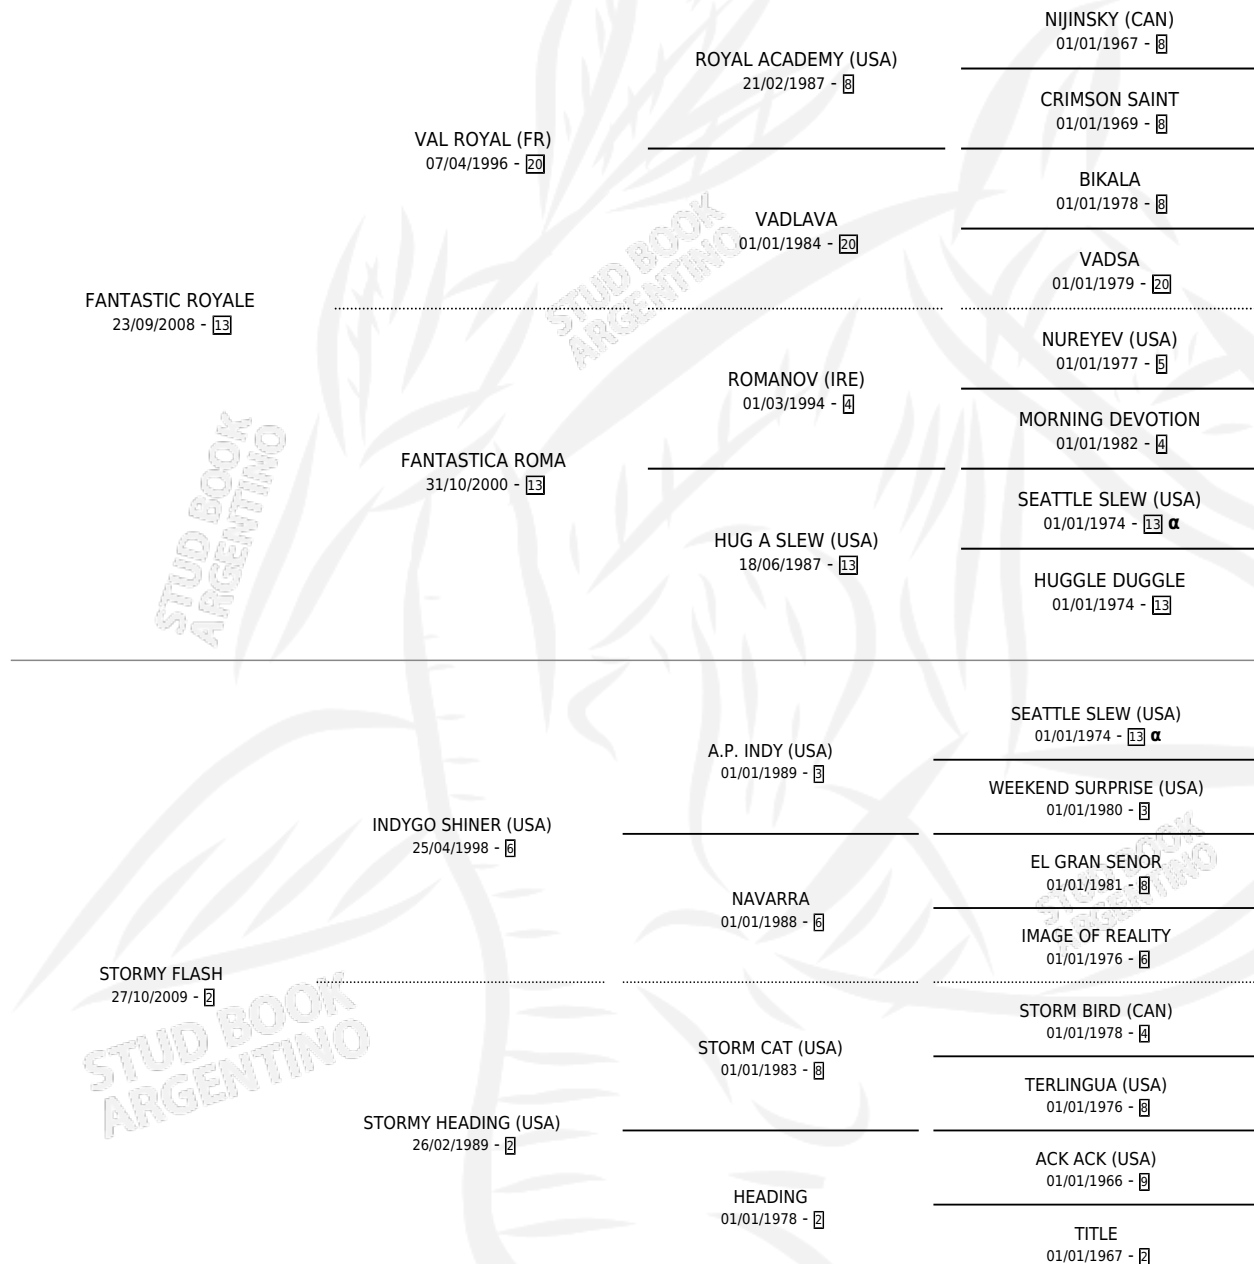 NIJINSKY (CAN)
01/01/1967 - 8
ROYAL ACADEMY (USA)
21/02/1987 - 8
CRIMSON SAINT
01/01/1969 - 8
VAL ROYAL (FR)
07/04/1996 - 20
BIKALA
01/01/1978 - 8
VADLAVA
01/01/1984 - 20
VADSA
01/01/1979 - 20
FANTASTIC ROYALE
23/09/2008 - 13
NUREYEV (USA)
01/01/1977 - 5
ROMANOV (IRE)
01/03/1994 - 4
MORNING DEVOTION
01/01/1982 - 4
FANTASTICA ROMA
31/10/2000 - 13
SEATTLE SLEW (USA)
01/01/1974 - 13 α
HUG A SLEW (USA)
18/06/1987 - 13
HUGGLE DUGGLE
01/01/1974 - 13
SEATTLE SLEW (USA)
01/01/1974 - 13 α
A.P. INDY (USA)
01/01/1989 - 3
WEEKEND SURPRISE (USA)
01/01/1980 - 3
INDYGO SHINER (USA)
25/04/1998 - 6
EL GRAN SENOR
01/01/1981 - 8
NAVARRA
01/01/1988 - 6
IMAGE OF REALITY
01/01/1976 - 6
STORMY FLASH
27/10/2009 - 2
STORM BIRD (CAN)
01/01/1978 - 4
STORM CAT (USA)
01/01/1983 - 8
TERLINGUA (USA)
01/01/1976 - 8
STORMY HEADING (USA)
26/02/1989 - 2
ACK ACK (USA)
01/01/1966 - 9
HEADING
01/01/1978 - 2
TITLE
01/01/1967 - 2
STUD BOOK
ARGENTINO
STUD BOOK
ARGENTINO
STUD BOOK
ARGENTINO
STUD BOOK
ARGENTINO